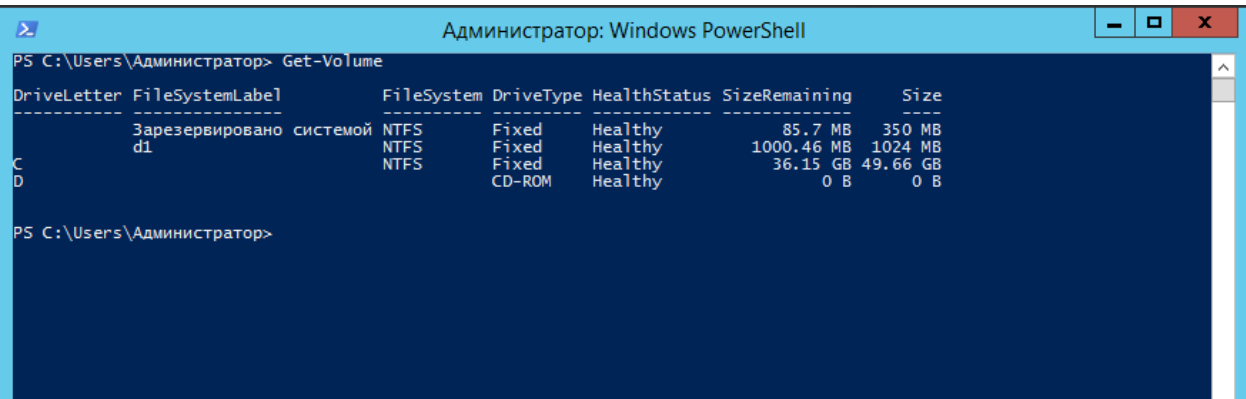 Администратор: Windows PowerShell
PS C:\Users\Администратор> Get-Volume
DriveLetter FileSystemLabel FileSystem DriveType HealthStatus SizeRemaining Size
----------- --------------- ---------- --------- ------------ ------------- ----
Зарезервировано системой NTFS Fixed Healthy 85.7 MB 350 MB
d1 NTFS Fixed Healthy 1000.46 MB 1024 MB
C NTFS Fixed Healthy 36.15 GB 49.66 GB
D CD-ROM Healthy 0 B 0 B
PS C:\Users\Администратор>